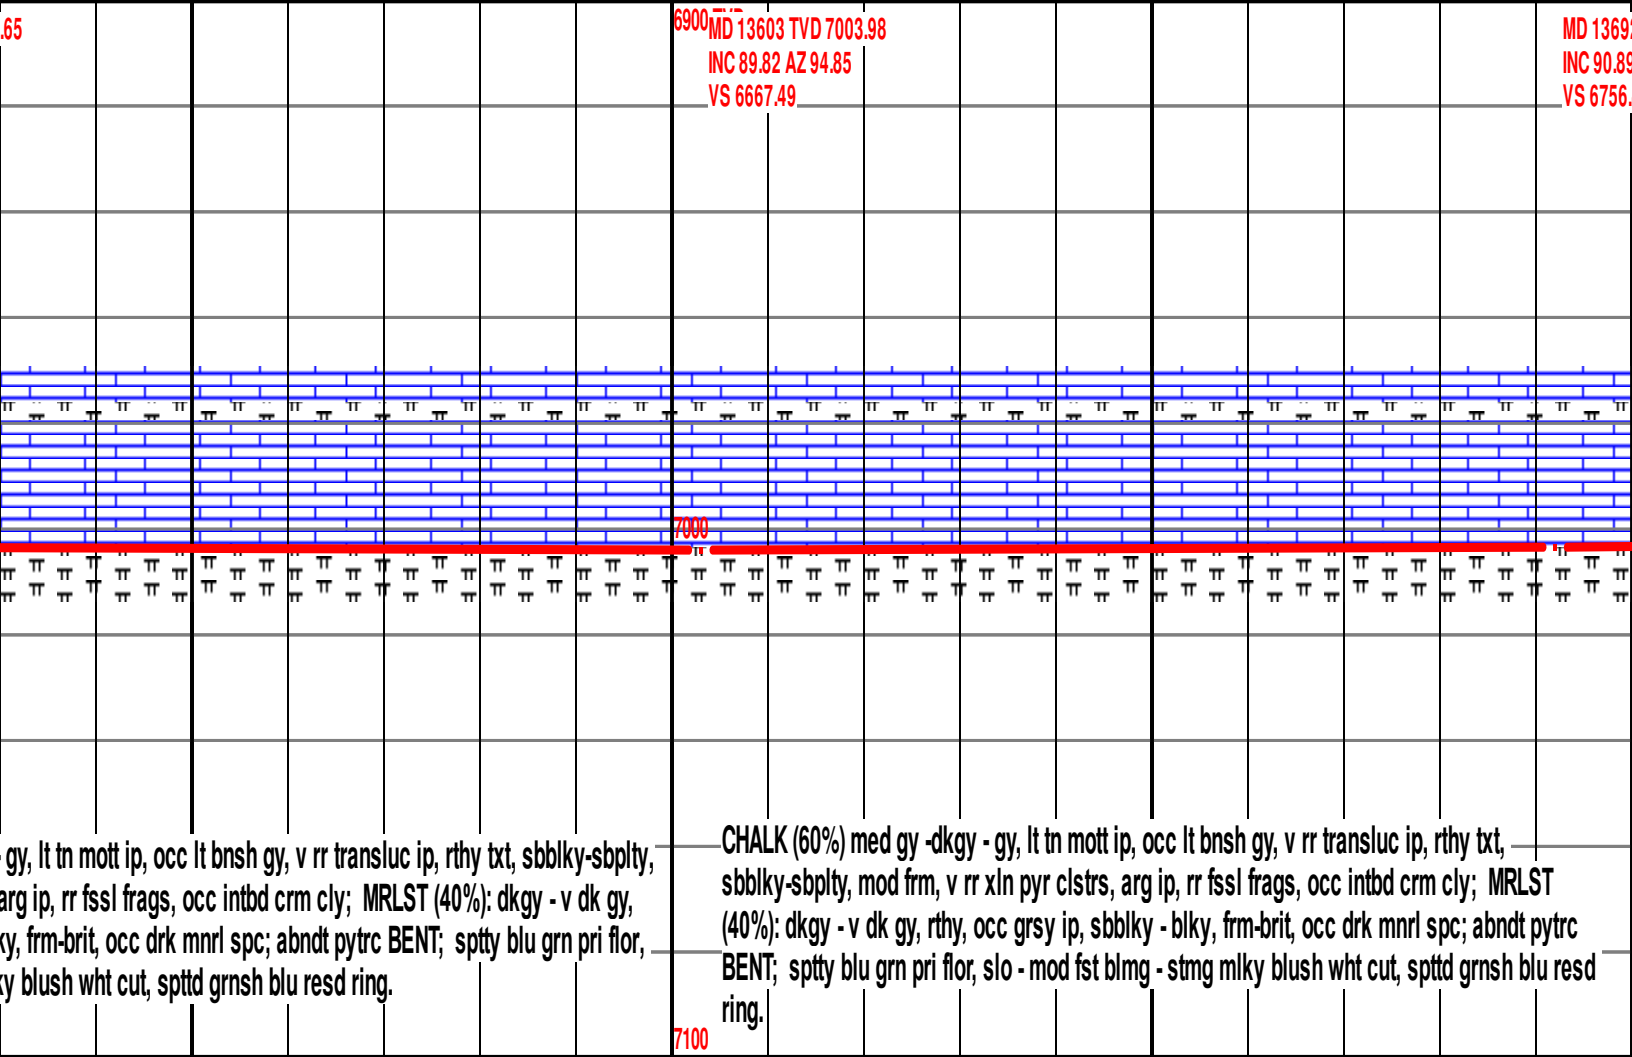 .65
6900 TVD
MD 13603 TVD 7003.98
INC 89.82 AZ 94.85
VS 6667.49
MD 13692
INC 90.89
VS 6756.
7000
gy, lt tn mott ip, occ lt bnsh gy, v rr transluc ip, rthy txt, sbblky-sbplty,
arg ip, rr fssl frags, occ intbd crm cly; MRLST (40%): dkgy - v dk gy,
ky, frm-brit, occ drk mnrl spc; abndt pytrc BENT; sptty blu grn pri flor,
ky blush wht cut, spttd grnsh blu resd ring.
CHALK (60%) med gy -dkgy - gy, lt tn mott ip, occ lt bnsh gy, v rr transluc ip, rthy txt,
sbblky-sbplty, mod frm, v rr xln pyr clstrs, arg ip, rr fssl frags, occ intbd crm cly; MRLST
(40%): dkgy - v dk gy, rthy, occ grsy ip, sbblky - blky, frm-brit, occ drk mnrl spc; abndt pytrc
BENT; sptty blu grn pri flor, slo - mod fst blmg - stmg mlky blush wht cut, spttd grnsh blu resd
ring.
7100